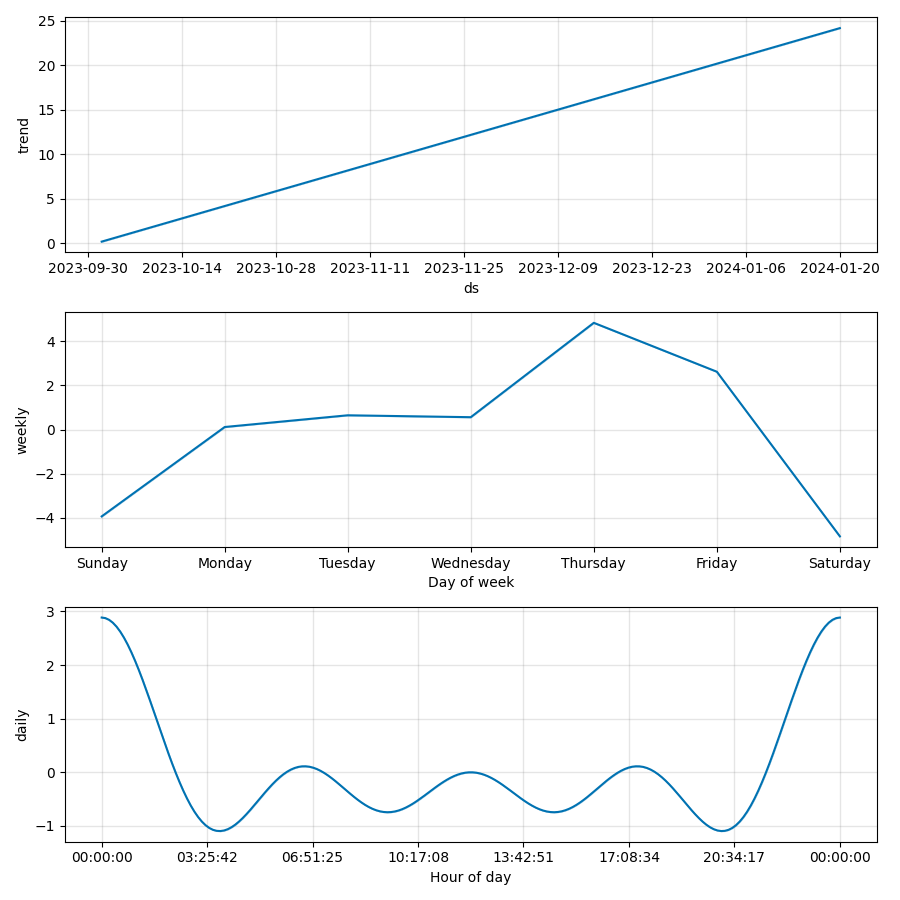 25
20
15
10
5
0
trend
2023-09-30 2023-10-14 2023-10-28 2023-11-11 2023-11-25 2023-12-09 2023-12-23 2024-01-06 2024-01-20
ds
4
2
0
−2
−4
weekly
Sunday Monday Tuesday Wednesday Thursday Friday Saturday
Day of week
3
2
1
0
−1
daily
00:00:00 03:25:42 06:51:25 10:17:08 13:42:51 17:08:34 20:34:17 00:00:00
Hour of day